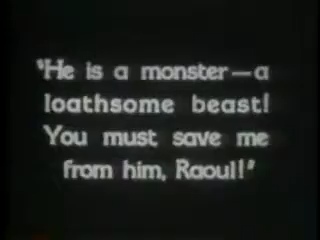 "He is a monster—a
loathsome beast!
You must save me
from him, Raoul!"